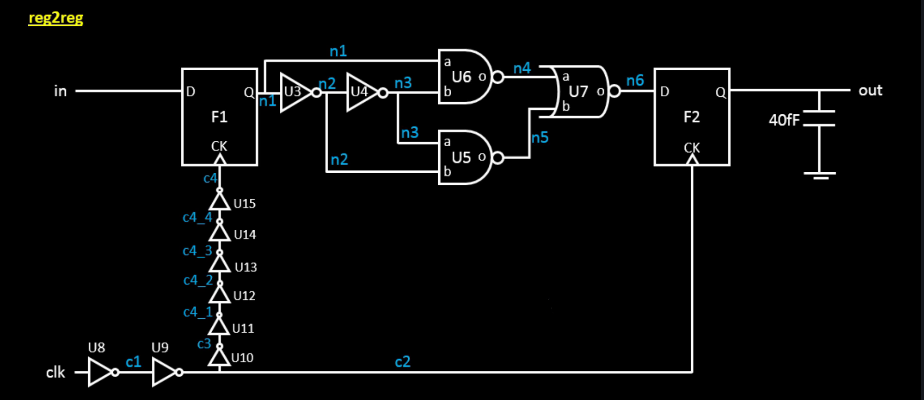 reg2reg
n1
a
U6
o
b
n4
a
U7
o
b
n6
in
D
Q
F1
CK
n1
U3
n2
U4
n3
D
Q
F2
CK
out
40fF
n3
a
U5
o
b
n2
n5
c4
U15
c4_4
U14
c4_3
U13
c4_2
U12
c4_1
U11
c3
U10
clk
U8
c1
U9
c2